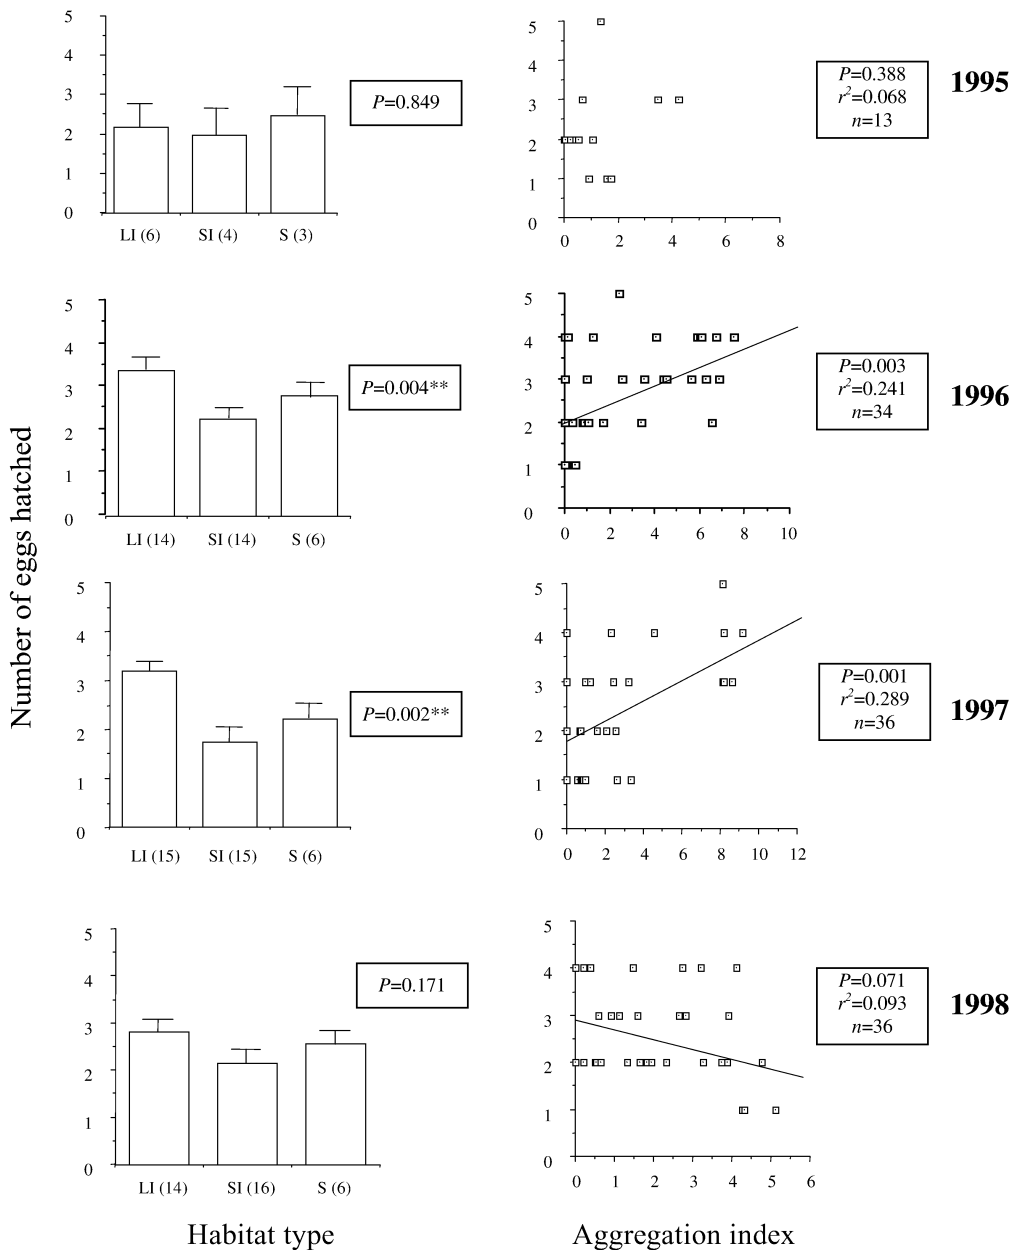 Number of eggs hatched
5
4
3
2
1
0
LI (6) SI (4) S (3)
P=0.849
5
4
3
2
1
0
0 2 4 6 8
P=0.388
r²=0.068
n=13
1995
5
4
3
2
1
0
LI (14) SI (14) S (6)
P=0.004**
5
4
3
2
1
0
0 2 4 6 8 10
P=0.003
r²=0.241
n=34
1996
5
4
3
2
1
0
LI (15) SI (15) S (6)
P=0.002**
5
4
3
2
1
0
0 2 4 6 8 10 12
P=0.001
r²=0.289
n=36
1997
5
4
3
2
1
0
LI (14) SI (16) S (6)
P=0.171
5
4
3
2
1
0
0 1 2 3 4 5 6
P=0.071
r²=0.093
n=36
1998
Habitat type
Aggregation index